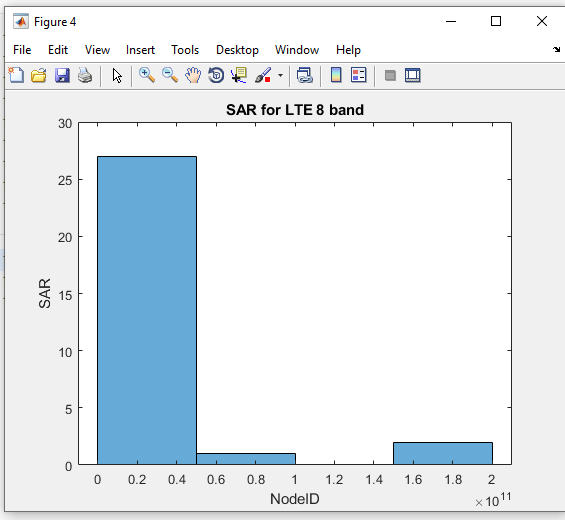 Figure 4
File Edit View Insert Tools Desktop Window Help
SAR for LTE 8 band
30
25
20
15
10
5
0
SAR
0 0.2 0.4 0.6 0.8 1 1.2 1.4 1.6 1.8 2
NodeID
×10¹¹